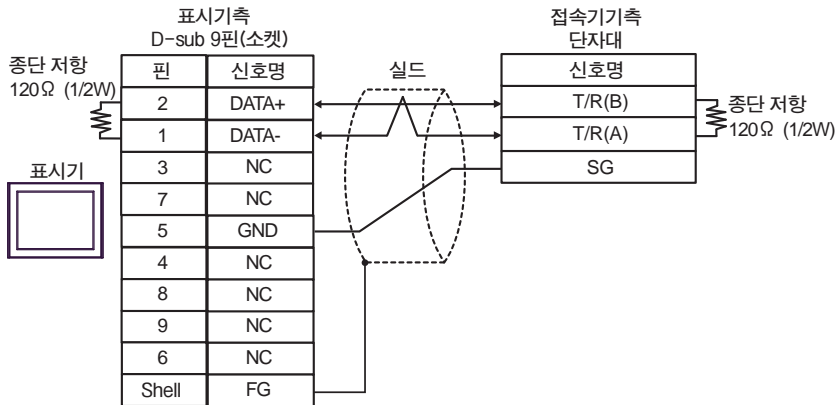 표시기측
D-sub 9핀(소켓)
접속기기측
단자대
종단 저항
120Ω (1/2W)
핀 신호명
실드
신호명
2 DATA+
T/R(B)
종단 저항
120Ω (1/2W)
1 DATA-
T/R(A)
3 NC
SG
표시기
7 NC
5 GND
4 NC
8 NC
9 NC
6 NC
Shell FG